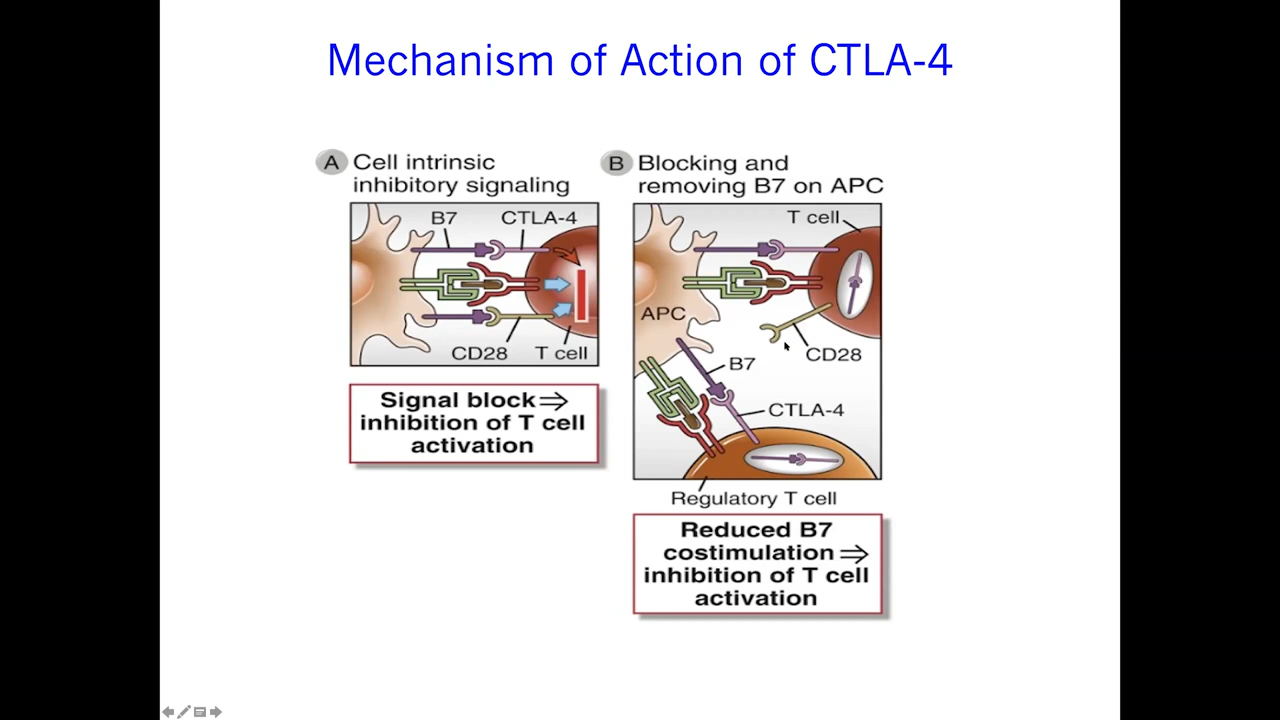 Mechanism of Action of CTLA-4
A Cell intrinsic
inhibitory signaling
B7 CTLA-4
CD28 T cell
Signal block⇒
inhibition of T cell
activation
B Blocking and
removing B7 on APC
T cell
APC
CD28
B7
CTLA-4
Regulatory T cell
Reduced B7
costimulation⇒
inhibition of T cell
activation